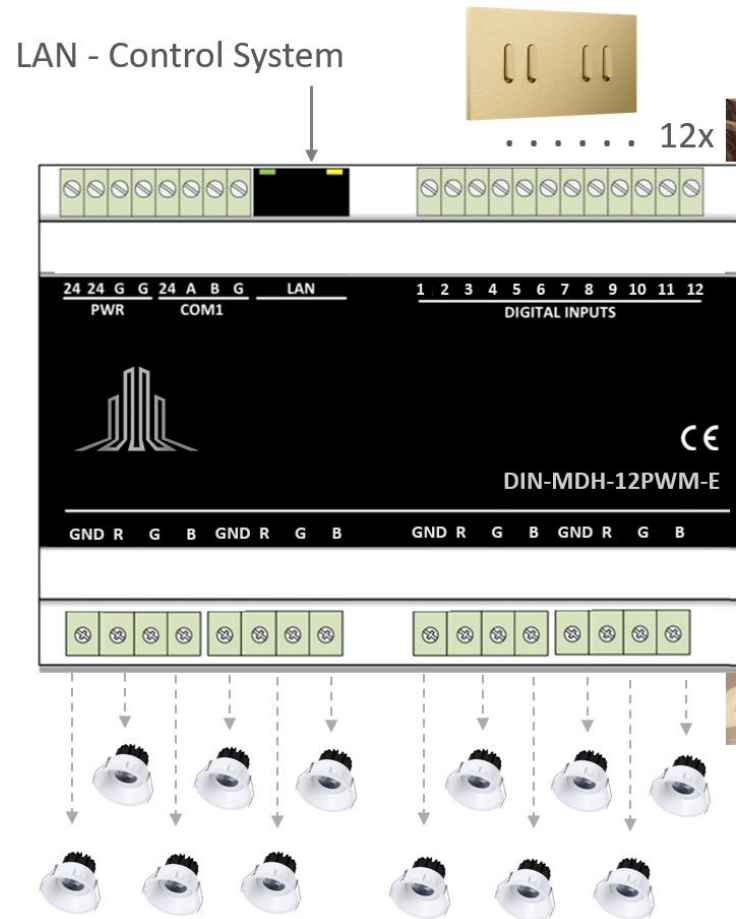 LAN - Control System
12x
24 24 G G 24 A B G LAN 1 2 3 4 5 6 7 8 9 10 11 12
PWR COM1 DIGITAL INPUTS
CE
DIN-MDH-12PWM-E
GND R G B GND R G B GND R G B GND R G B